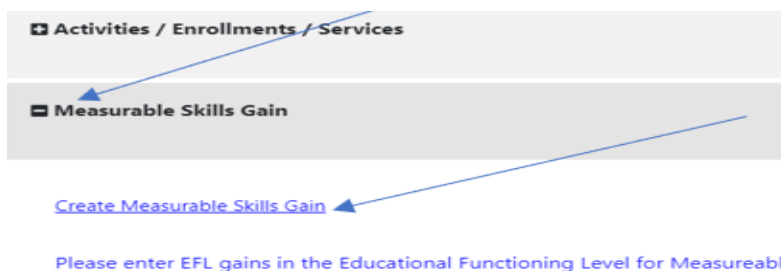 Activities / Enrollments / Services
Measurable Skills Gain
Create Measurable Skills Gain
Please enter EFL gains in the Educational Functioning Level for Measureabl